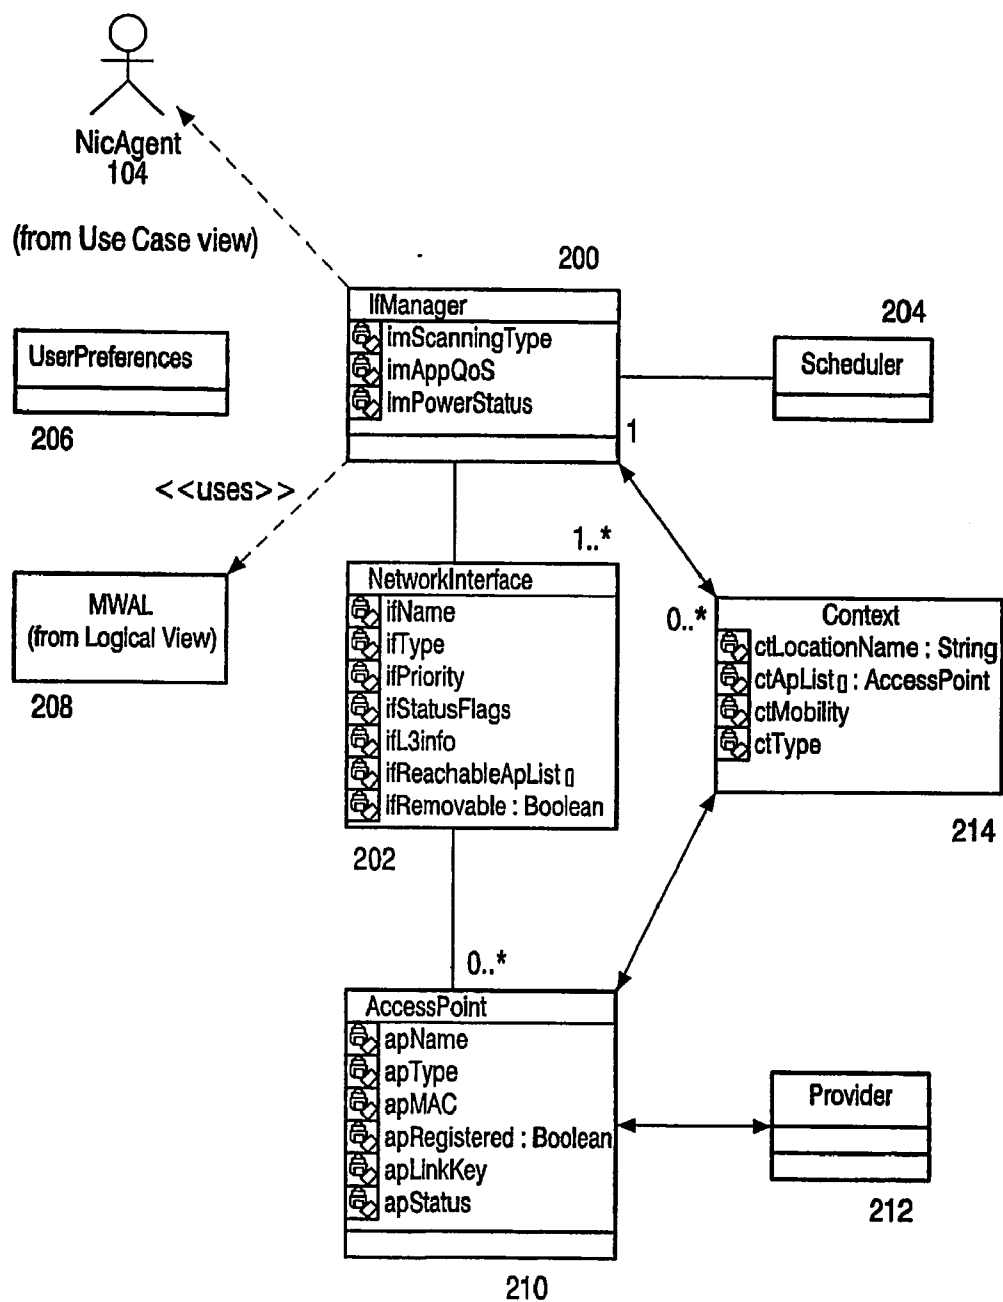 NicAgent
104
(from Use Case view)
200
IfManager
imScanningType
imAppQoS
imPowerStatus
204
Scheduler
UserPreferences
206
1
<<uses>>
1..*
MWAL
(from Logical View)
208
NetworkInterface
ifName
ifType
ifPriority
ifStatusFlags
ifL3info
ifReachableApList []
ifRemovable : Boolean
202
0..*
Context
ctLocationName : String
ctApList [] : AccessPoint
ctMobility
ctType
214
0..*
AccessPoint
apName
apType
apMAC
apRegistered : Boolean
apLinkKey
apStatus
210
Provider
212